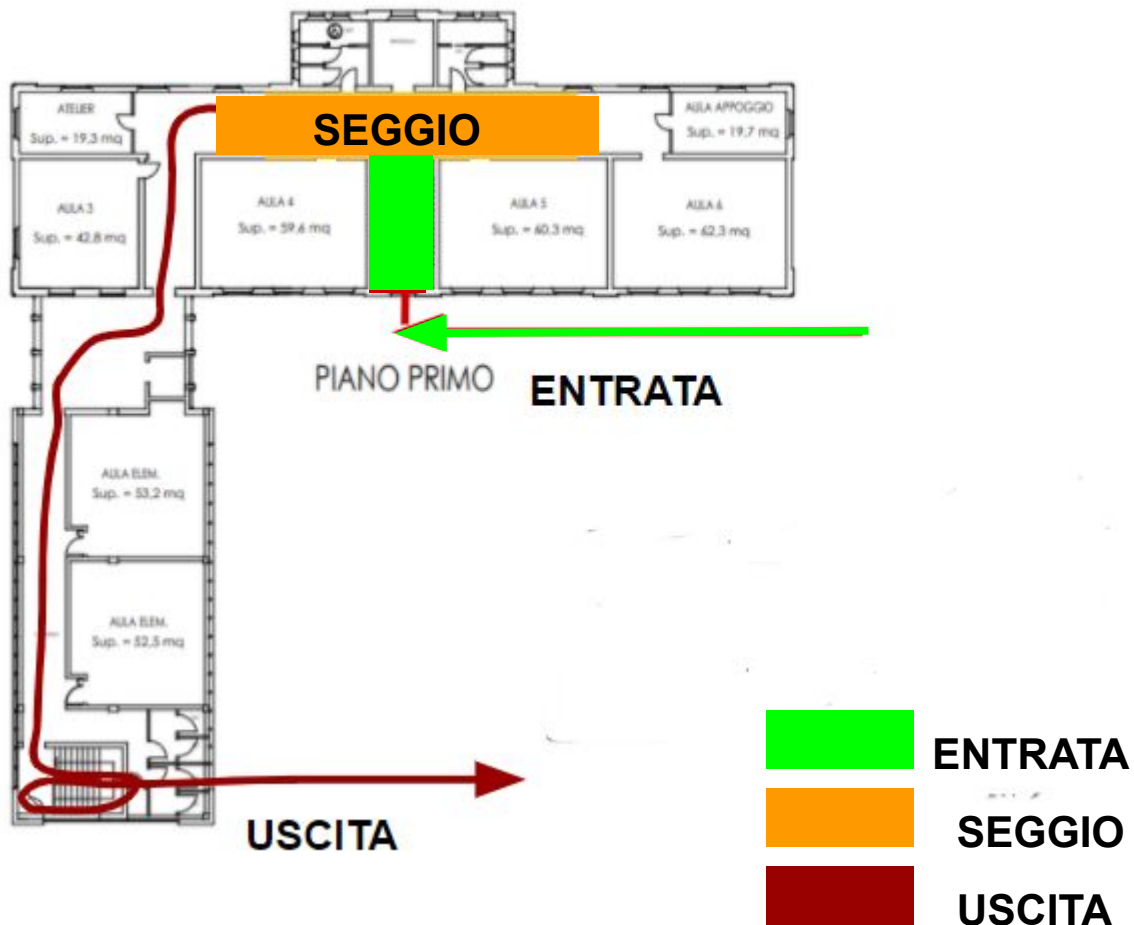 ATELIER
Sup. = 19,3 mq
SEGGIO
AULA APPOGGIO
Sup. = 19,7 mq
AULA 3
Sup. = 42,8 mq
AULA 4
Sup. = 59,6 mq
AULA 5
Sup. = 60,3 mq
AULA 6
Sup. = 62,3 mq
PIANO PRIMO
ENTRATA
AULA ELEM.
Sup. = 53,2 mq
AULA ELEM.
Sup. = 52,5 mq
USCITA
ENTRATA
SEGGIO
USCITA